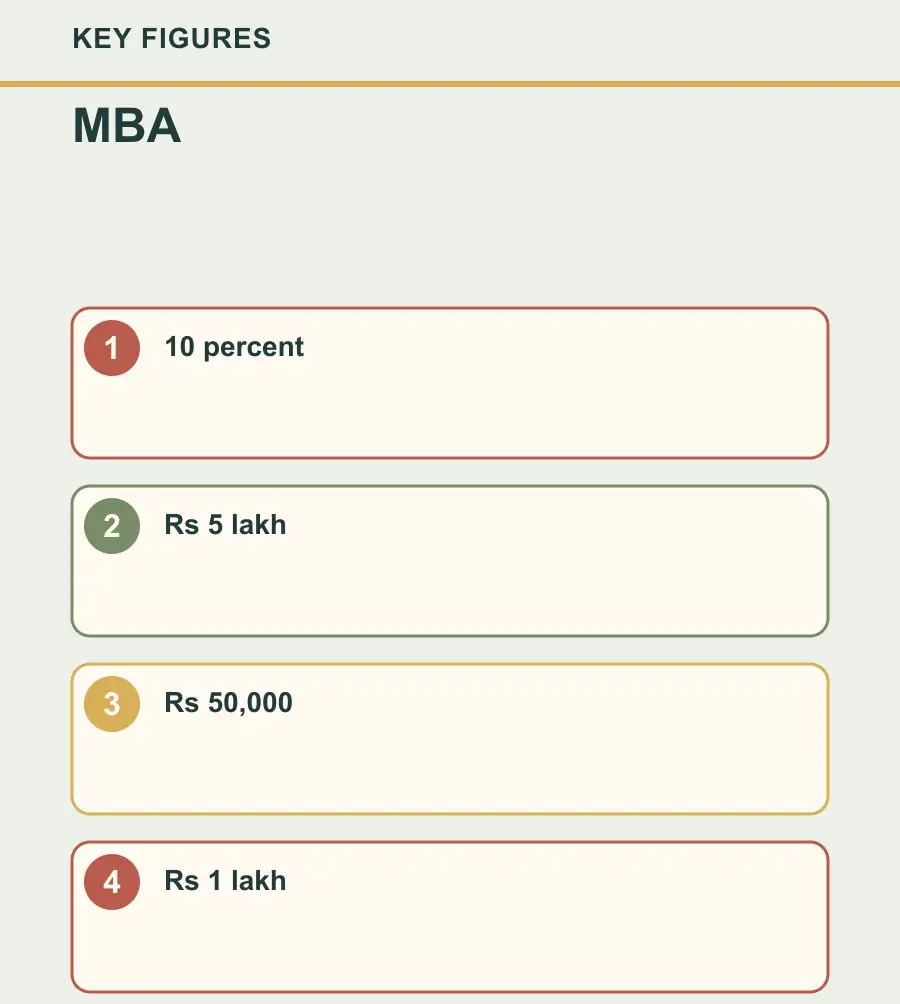 KEY FIGURES
MBA
1 10 percent
2 Rs 5 lakh
3 Rs 50,000
4 Rs 1 lakh